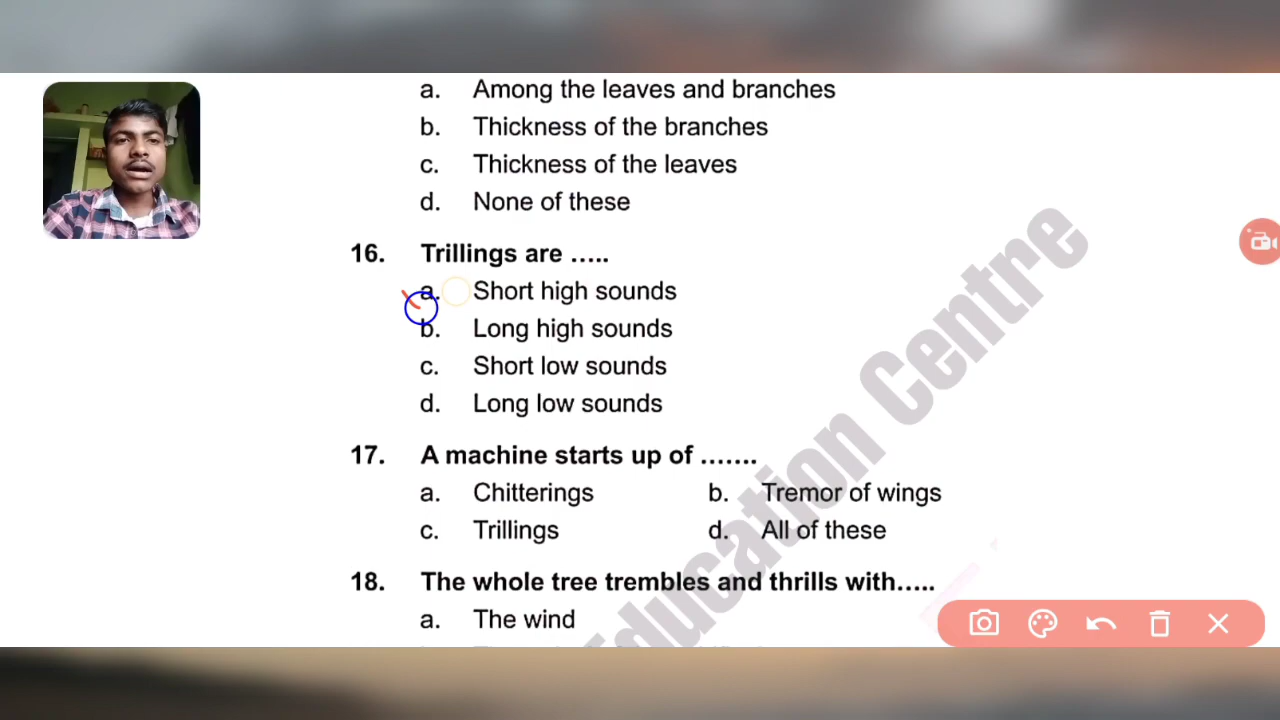 a. Among the leaves and branches
b. Thickness of the branches
c. Thickness of the leaves
d. None of these
16. Trillings are …..
a. Short high sounds
b. Long high sounds
c. Short low sounds
d. Long low sounds
17. A machine starts up of …….
a. Chitterings b. Tremor of wings
c. Trillings d. All of these
18. The whole tree trembles and thrills with…..
a. The wind
Education Centre